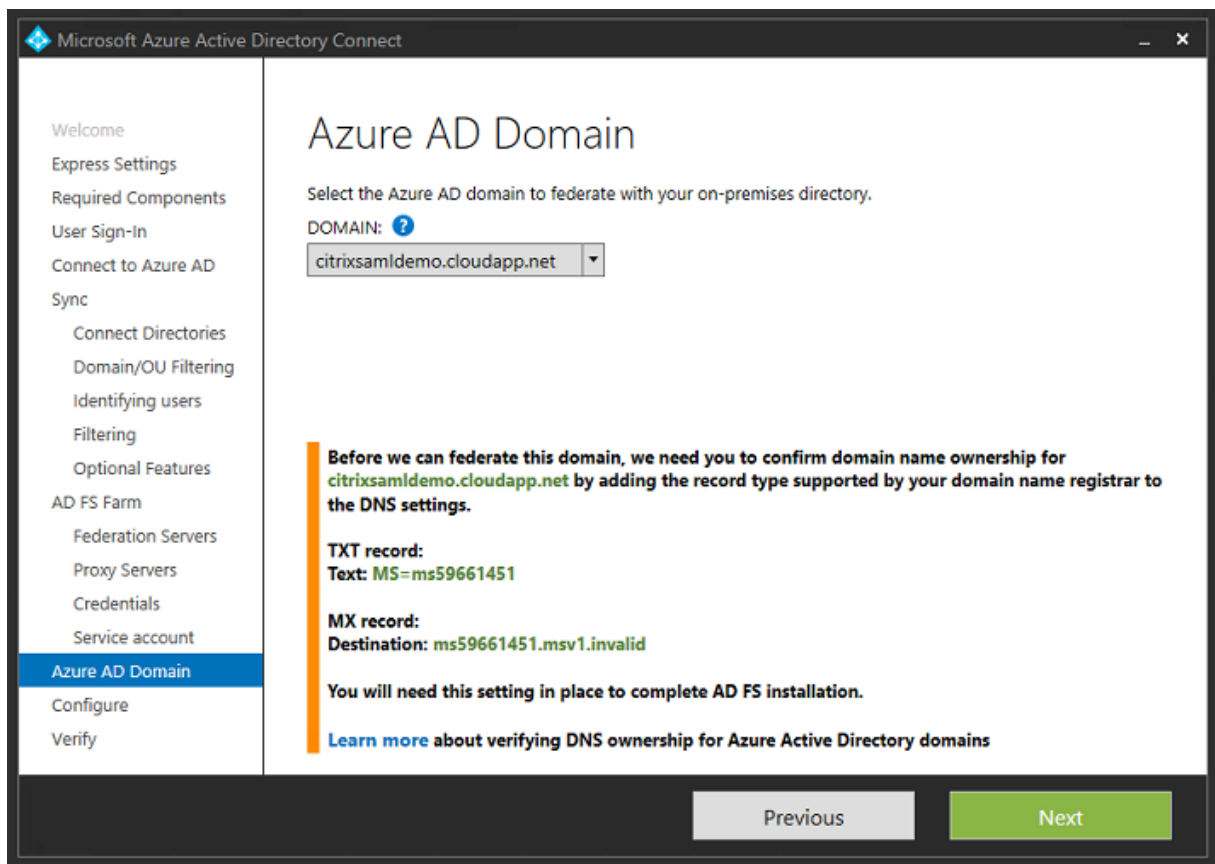 Microsoft Azure Active Directory Connect
Welcome
Express Settings
Required Components
User Sign-In
Connect to Azure AD
Sync
Connect Directories
Domain/OU Filtering
Identifying users
Filtering
Optional Features
AD FS Farm
Federation Servers
Proxy Servers
Credentials
Service account
Azure AD Domain
Configure
Verify
Azure AD Domain
Select the Azure AD domain to federate with your on-premises directory.
DOMAIN: ?
citrixsamldemo.cloudapp.net
Before we can federate this domain, we need you to confirm domain name ownership for
citrixsamldemo.cloudapp.net by adding the record type supported by your domain name registrar to
the DNS settings.
TXT record:
Text: MS=ms59661451
MX record:
Destination: ms59661451.msv1.invalid
You will need this setting in place to complete AD FS installation.
Learn more about verifying DNS ownership for Azure Active Directory domains
Previous
Next